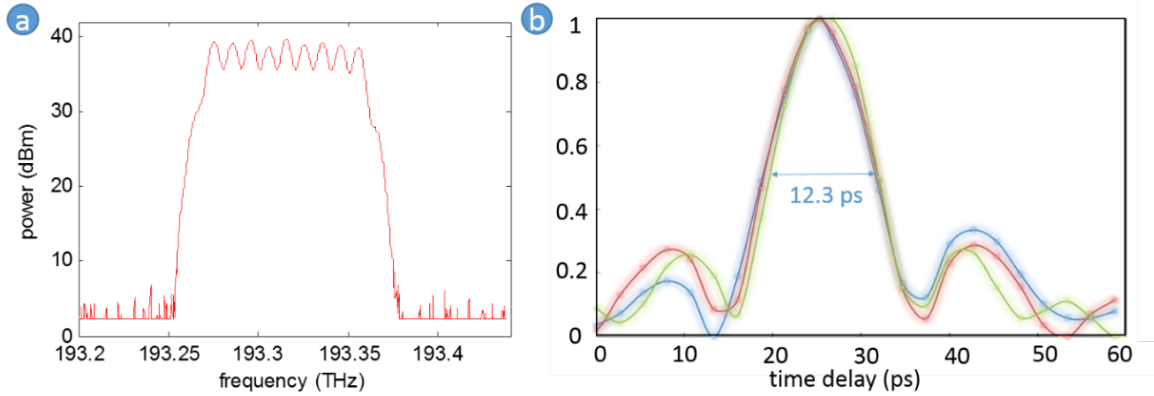 a
40
30
20
10
0
power (dBm)
193.2 193.25 193.3 193.35 193.4
frequency (THz)
b
1
0.8
0.6
0.4
0.2
0
12.3 ps
0 10 20 30 40 50 60
time delay (ps)